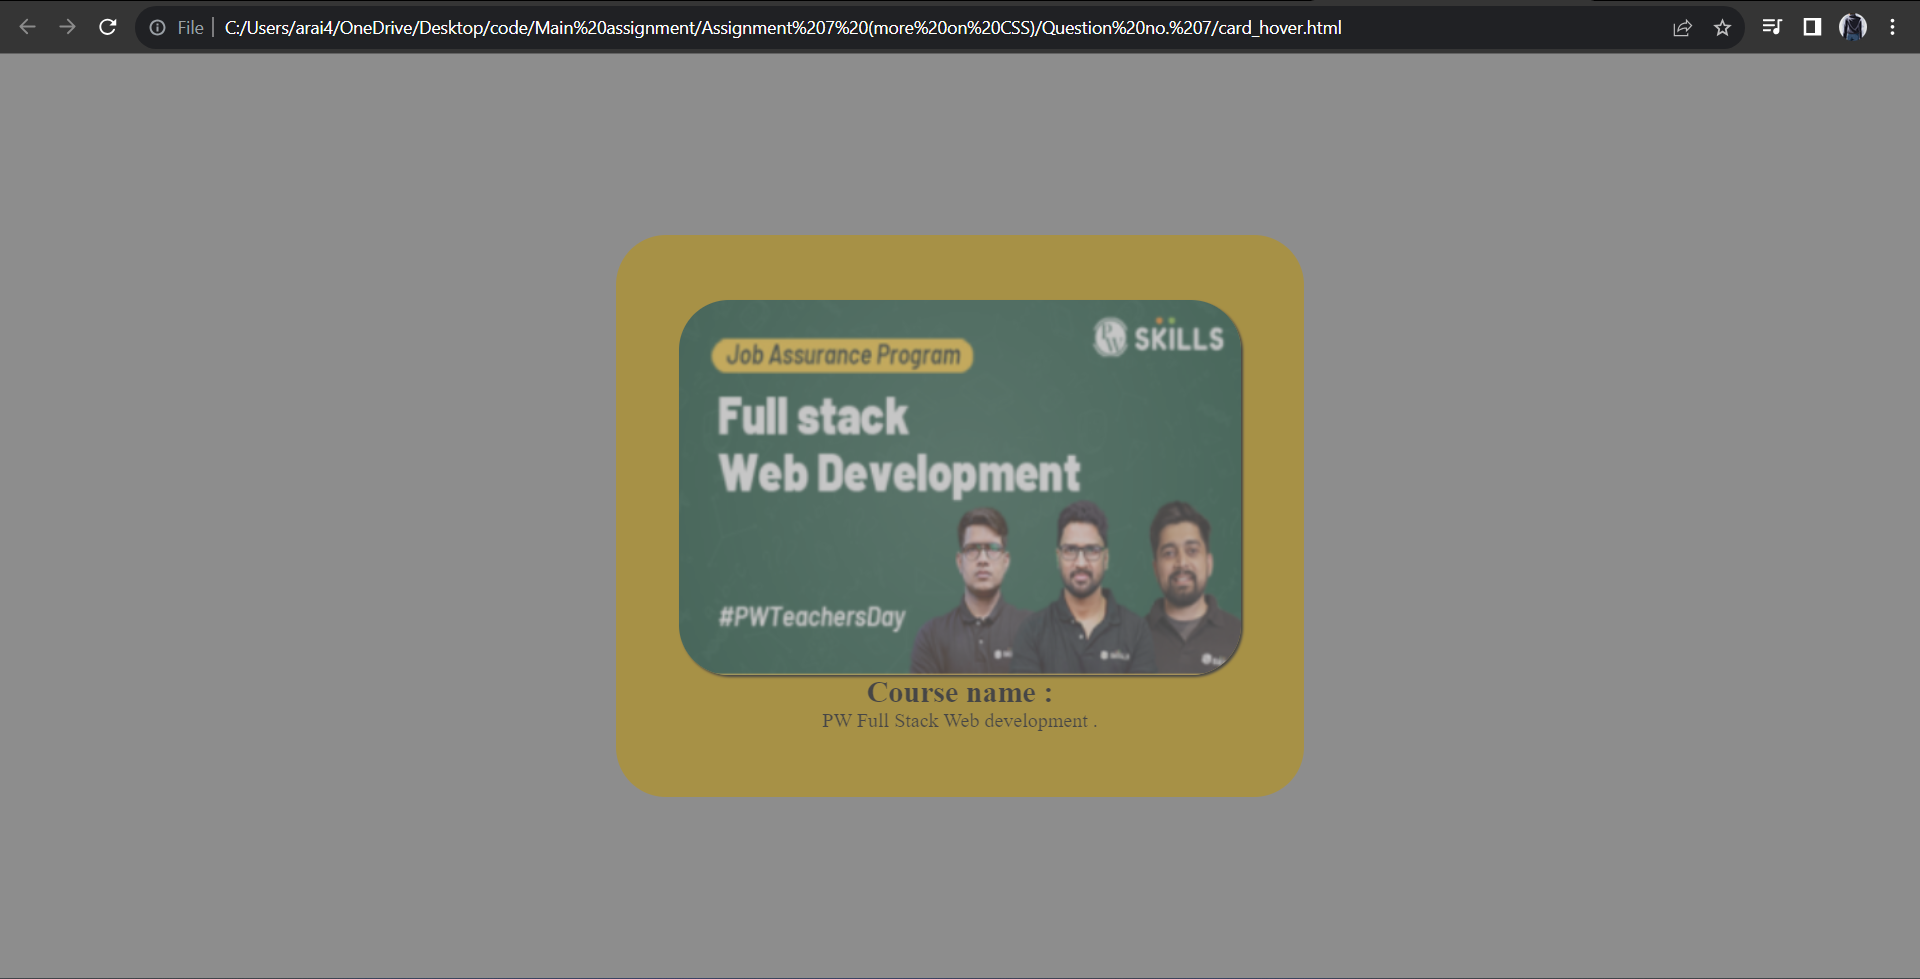 File
C:/Users/arai4/OneDrive/Desktop/code/Main%20assignment/Assignment%207%20(more%20on%20CSS)/Question%20no.%207/card_hover.html
PW SKILLS
Job Assurance Program
Full stack
Web Development
#PWTeachersDay
Course name :
PW Full Stack Web development .